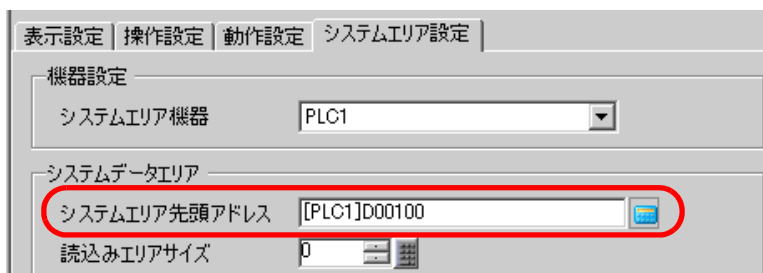 表示設定 操作設定 動作設定 システムエリア設定
機器設定
システムエリア機器 PLC1
システムデータエリア
システムエリア先頭アドレス [PLC1]D00100
読込みエリアサイズ 0